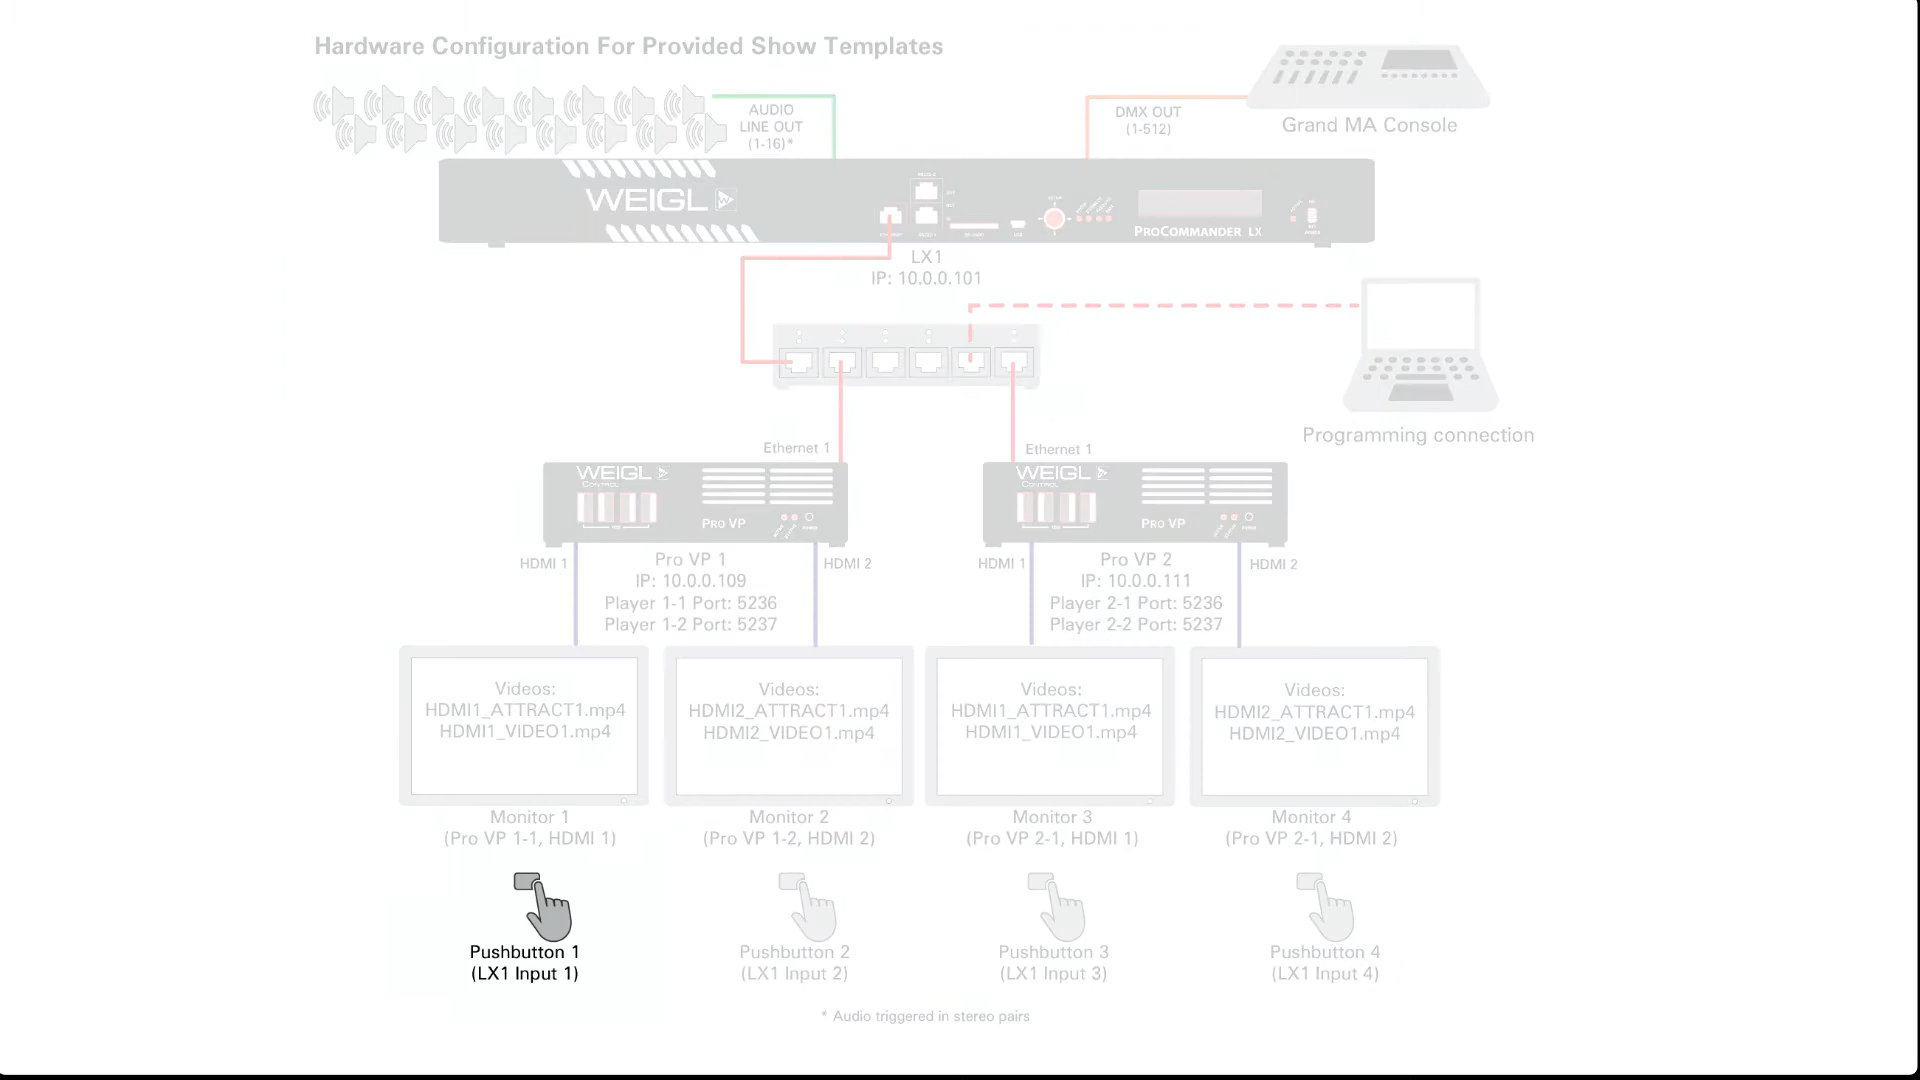 Hardware Configuration For Provided Show Templates
AUDIO
LINE OUT
(1-16)*
DMX OUT
(1-512)
Grand MA Console
WEIGL
PROCOMMANDER LX
LX1
IP: 10.0.0.101
Programming connection
Ethernet 1
Ethernet 1
WEIGL
CONTROL
PRO VP
WEIGL
CONTROL
PRO VP
HDMI 1
Pro VP 1
IP: 10.0.0.109
Player 1-1 Port: 5236
Player 1-2 Port: 5237
HDMI 2
HDMI 1
Pro VP 2
IP: 10.0.0.111
Player 2-1 Port: 5236
Player 2-2 Port: 5237
HDMI 2
Videos:
HDMI1_ATTRACT1.mp4
HDMI1_VIDEO1.mp4
Videos:
HDMI2_ATTRACT1.mp4
HDMI2_VIDEO1.mp4
Videos:
HDMI1_ATTRACT1.mp4
HDMI1_VIDEO1.mp4
Videos:
HDMI2_ATTRACT1.mp4
HDMI2_VIDEO1.mp4
Monitor 1
(Pro VP 1-1, HDMI 1)
Monitor 2
(Pro VP 1-2, HDMI 2)
Monitor 3
(Pro VP 2-1, HDMI 1)
Monitor 4
(Pro VP 2-1, HDMI 2)
Pushbutton 1
(LX1 Input 1)
Pushbutton 2
(LX1 Input 2)
Pushbutton 3
(LX1 Input 3)
Pushbutton 4
(LX1 Input 4)
* Audio triggered in stereo pairs